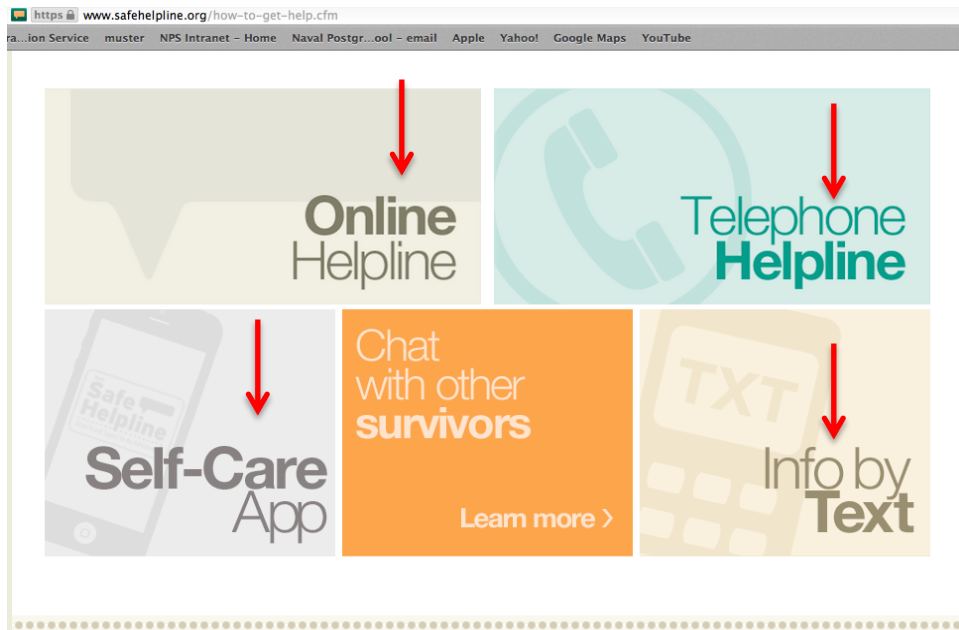 https www.safehelpline.org/how-to-get-help.cfm
ra...ion Service muster NPS Intranet – Home Naval Postgr...ool – email Apple Yahoo! Google Maps YouTube
Online
Helpline
Telephone
Helpline
Safe
Helpline
Self-Care
App
Chat
with other
survivors
Learn more >
TXT
Info by
Text